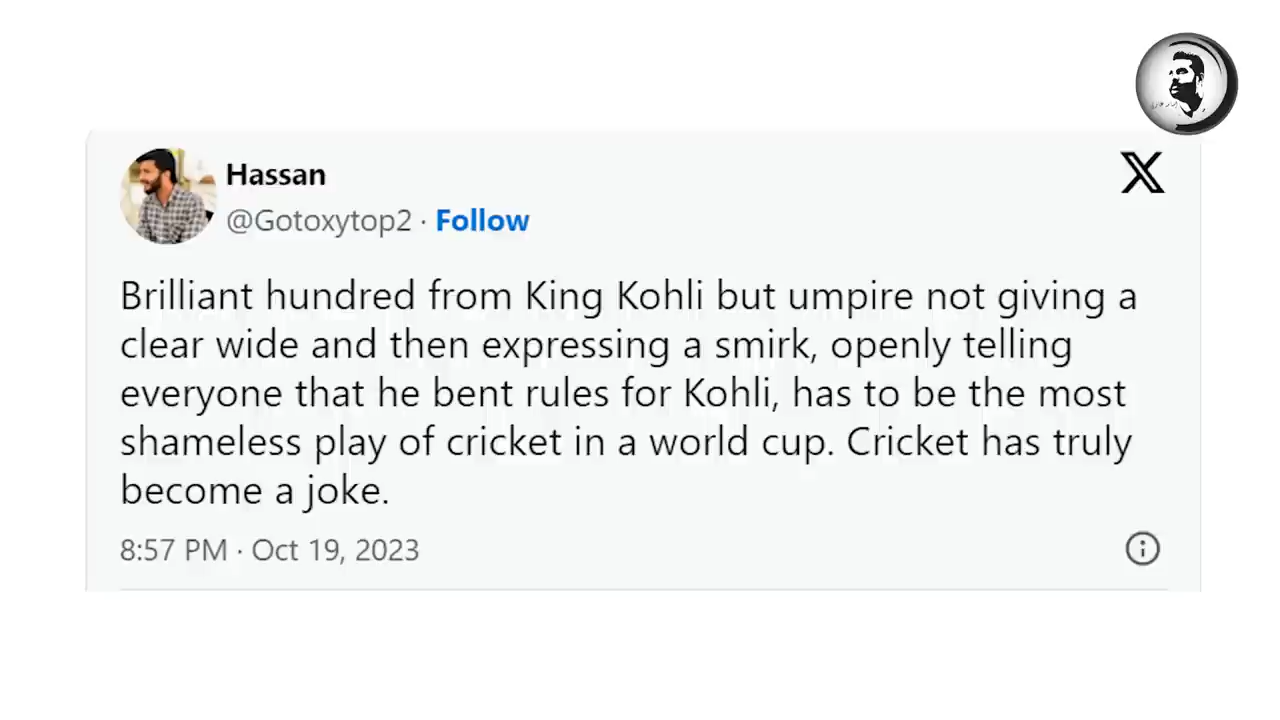 Hassan
@Gotoxytop2 · Follow
Brilliant hundred from King Kohli but umpire not giving a
clear wide and then expressing a smirk, openly telling
everyone that he bent rules for Kohli, has to be the most
shameless play of cricket in a world cup. Cricket has truly
become a joke.
8:57 PM · Oct 19, 2023